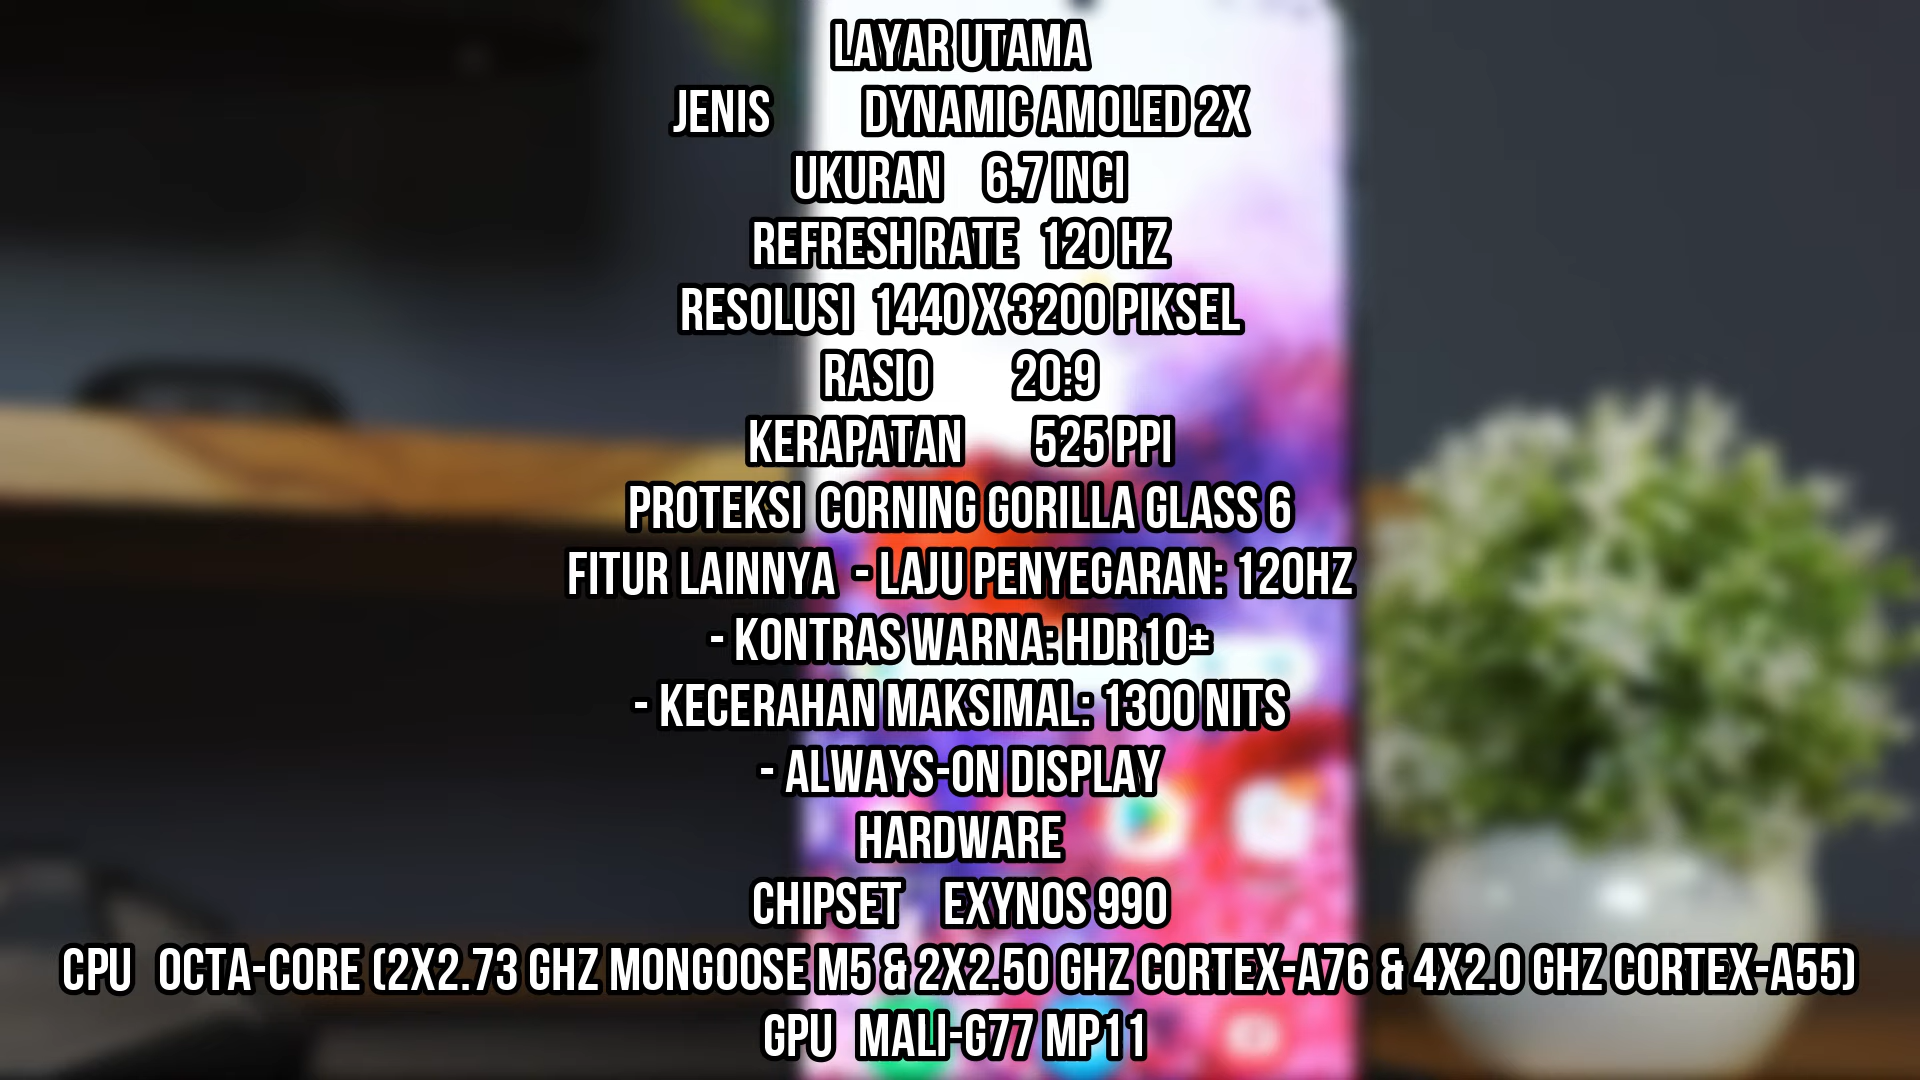 LAYAR UTAMA
JENIS DYNAMIC AMOLED 2X
UKURAN 6.7 INCI
REFRESH RATE 120 HZ
RESOLUSI 1440 X 3200 PIKSEL
RASIO 20:9
KERAPATAN 525 PPI
PROTEKSI CORNING GORILLA GLASS 6
FITUR LAINNYA - LAJU PENYEGARAN: 120HZ
- KONTRAS WARNA: HDR10±
- KECERAHAN MAKSIMAL: 1300 NITS
- ALWAYS-ON DISPLAY
HARDWARE
CHIPSET EXYNOS 990
CPU OCTA-CORE (2X2.73 GHZ MONGOOSE M5 & 2X2.50 GHZ CORTEX-A76 & 4X2.0 GHZ CORTEX-A55)
GPU MALI-G77 MP11